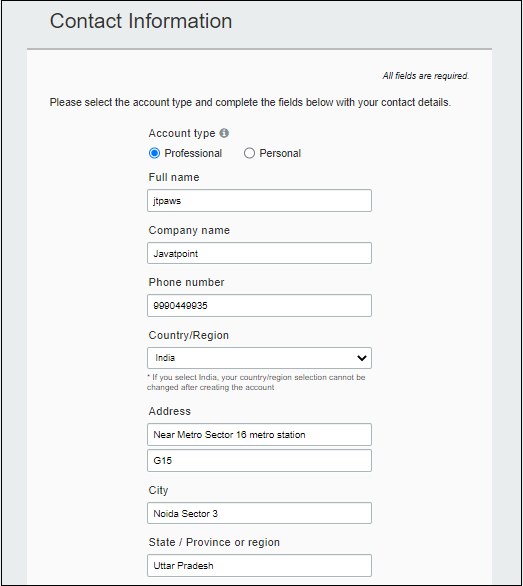 Contact Information
All fields are required.
Please select the account type and complete the fields below with your contact details.
Account type
Professional Personal
Full name
jtpaws
Company name
Javatpoint
Phone number
9990449935
Country/Region
India
* If you select India, your country/region selection cannot be
changed after creating the account
Address
Near Metro Sector 16 metro station
G15
City
Noida Sector 3
State / Province or region
Uttar Pradesh